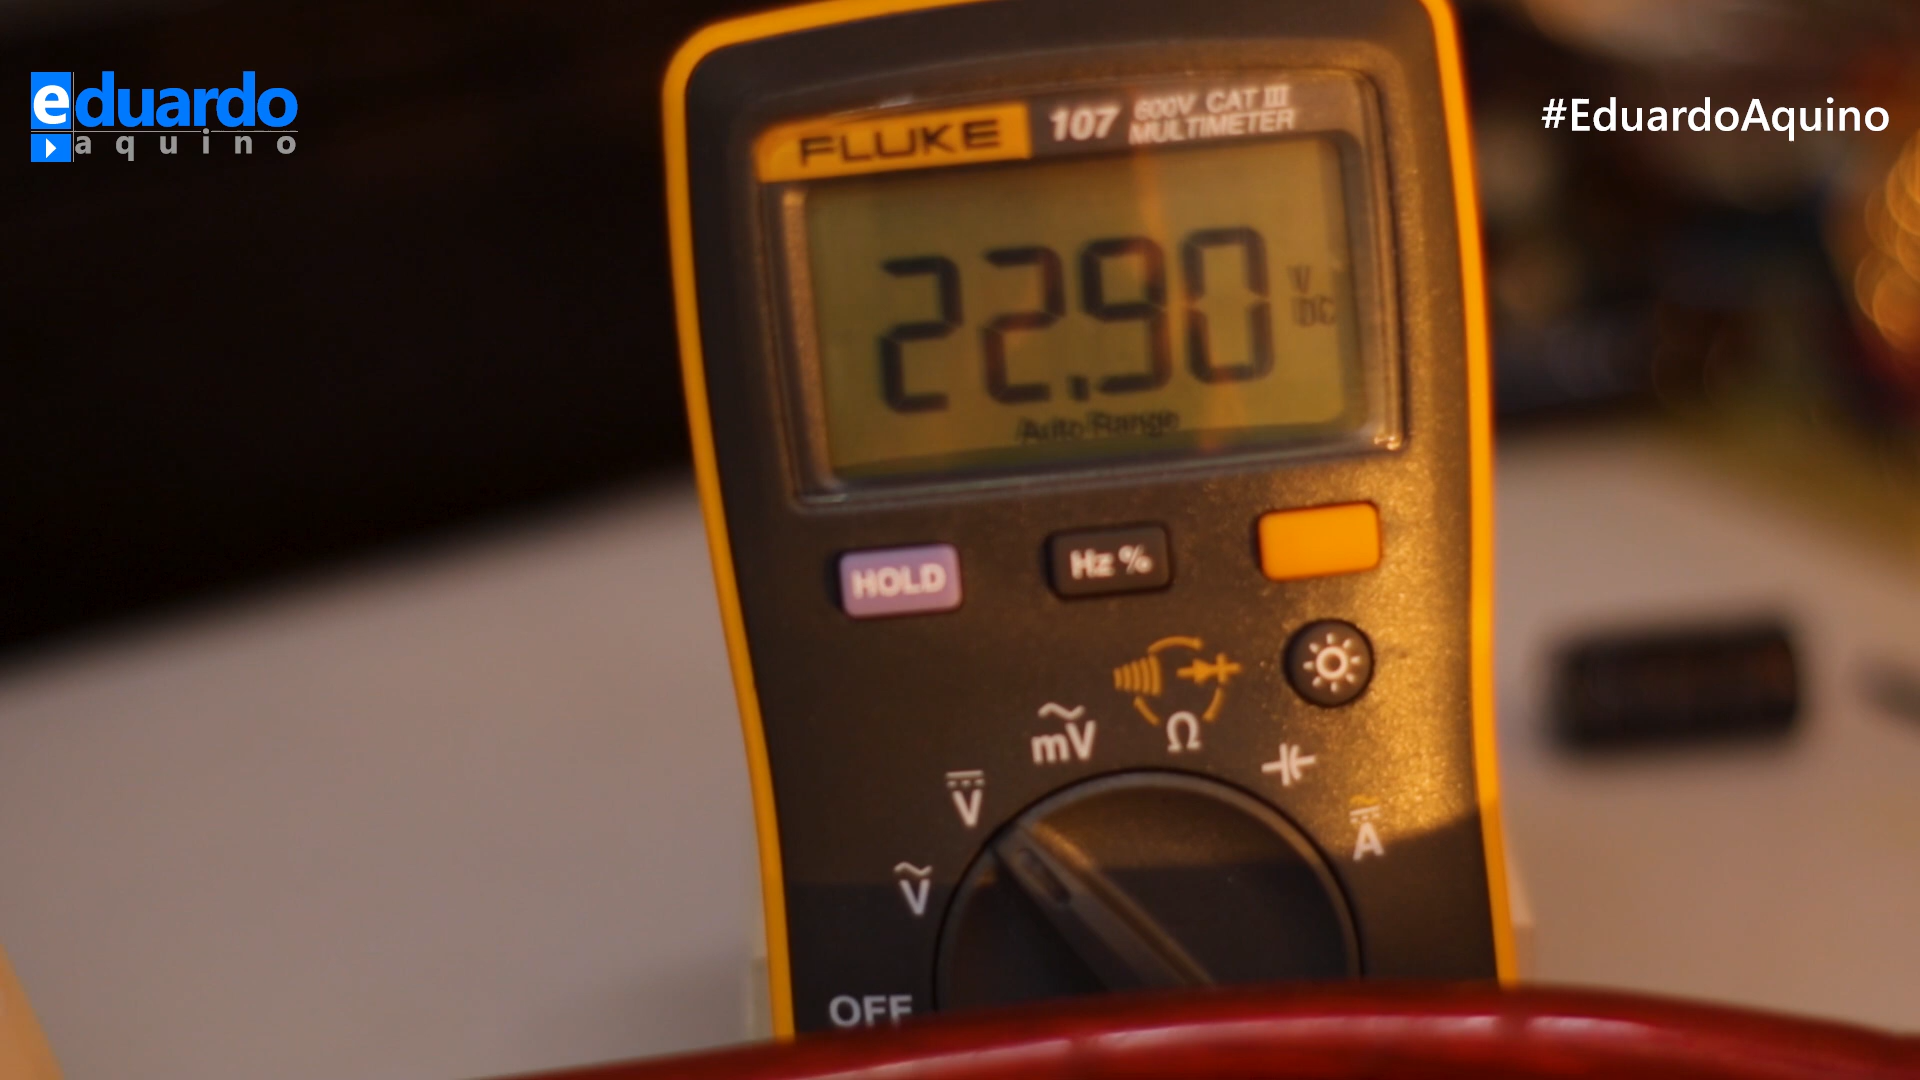 eduardo
aquino
#EduardoAquino
FLUKE 107 600V CAT III
MULTIMETER
22.90 V DC
Auto Range
HOLD
Hz %
mV
Ω
V
A
V
OFF